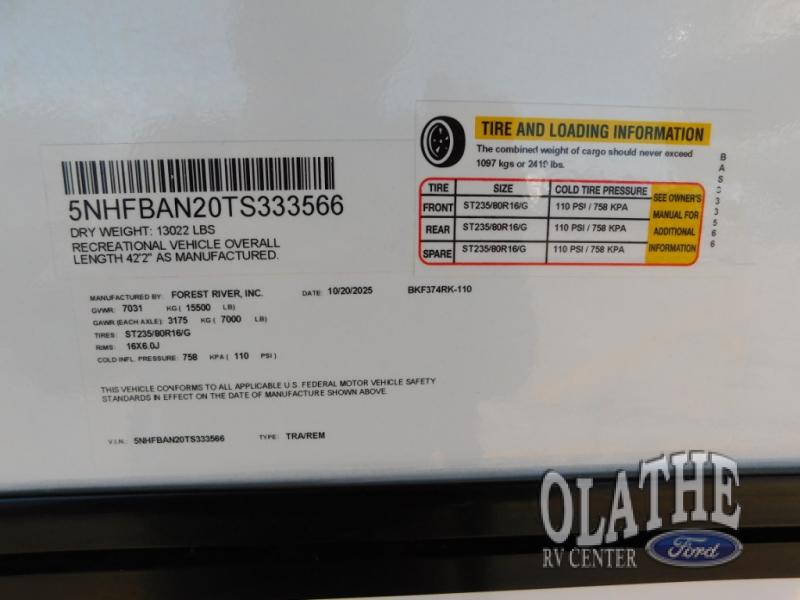 5NHFBAN20TS333566
DRY WEIGHT: 13022 LBS
RECREATIONAL VEHICLE OVERALL
LENGTH 42'2" AS MANUFACTURED.
MANUFACTURED BY: FOREST RIVER, INC. DATE: 10/20/2025 BKF374RK-110
GVWR: 7031 KG ( 15500 LB)
GAWR (EACH AXLE): 3175 KG ( 7000 LB)
TIRES: ST235/80R16/G
RIMS: 16X6.0J
COLD INFL. PRESSURE: 758 KPA ( 110 PSI )
THIS VEHICLE CONFORMS TO ALL APPLICABLE U.S. FEDERAL MOTOR VEHICLE SAFETY
STANDARDS IN EFFECT ON THE DATE OF MANUFACTURE SHOWN ABOVE.
V.I.N.: 5NHFBAN20TS333566 TYPE: TRA/REM
TIRE AND LOADING INFORMATION
The combined weight of cargo should never exceed
1097 kgs or 2419 lbs.
TIRE SIZE COLD TIRE PRESSURE
FRONT ST235/80R16/G 110 PSI / 758 KPA
REAR ST235/80R16/G 110 PSI / 758 KPA
SPARE ST235/80R16/G 110 PSI / 758 KPA
SEE OWNER'S
MANUAL FOR
ADDITIONAL
INFORMATION
BAS333566
OLATHE
RV CENTER Ford